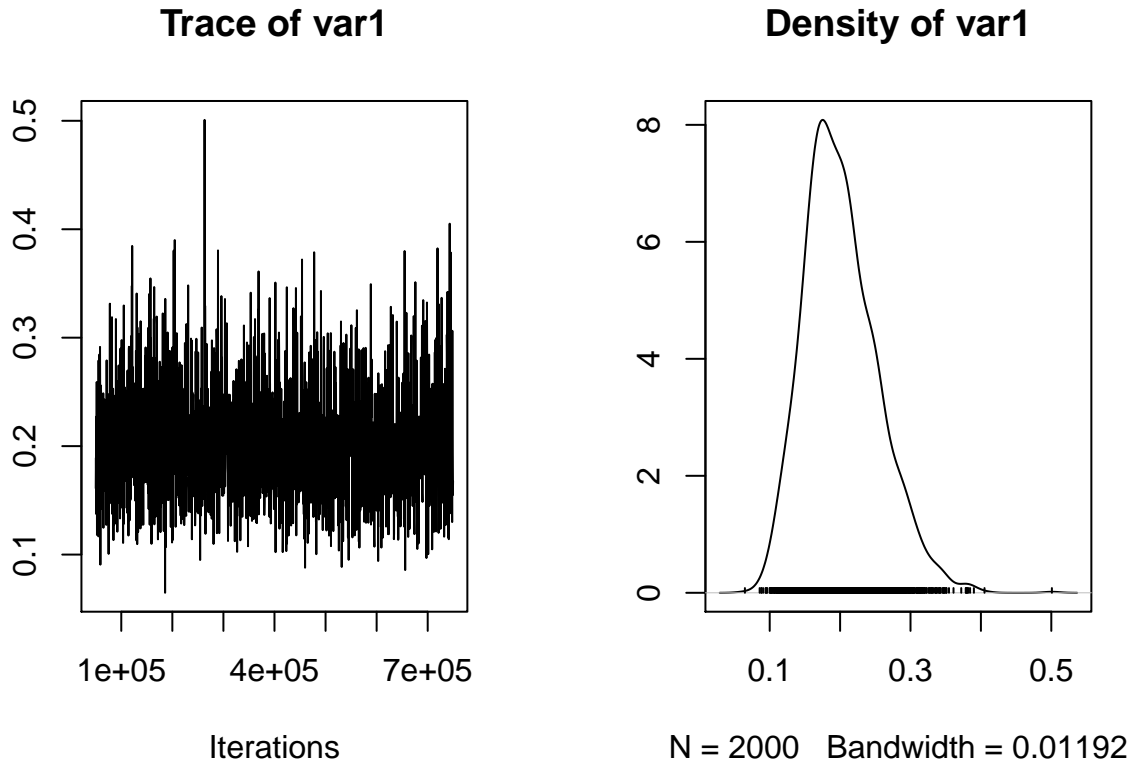 Trace of var1
0.5
0.4
0.3
0.2
0.1
1e+05 4e+05 7e+05
Iterations
Density of var1
8
6
4
2
0
0.1 0.3 0.5
N = 2000 Bandwidth = 0.01192